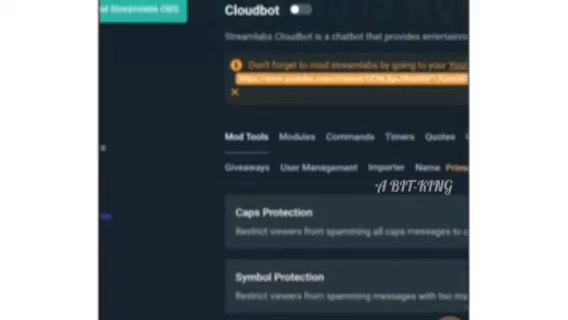 Streamlabs OBS
Cloudbot
Streamlabs Cloudbot is a chatbot that provides
Don't forget to mod streamlabs by going to your
Mod Tools Modules Commands Timers Quotes
Giveaways User Management Importer Name
A BIT-KING
Caps Protection
Restrict viewers from spamming all caps messages to
Symbol Protection
Restrict viewers from spamming messages with too